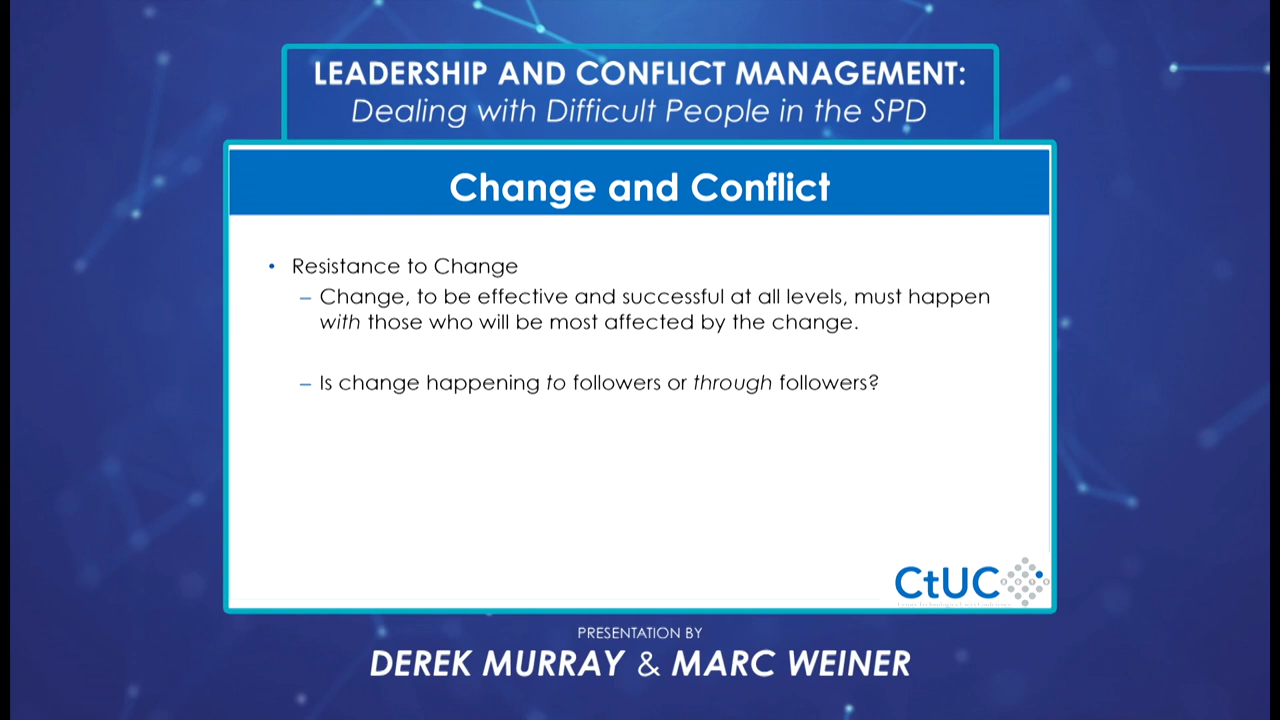 LEADERSHIP AND CONFLICT MANAGEMENT:
Dealing with Difficult People in the SPD
Change and Conflict
• Resistance to Change
– Change, to be effective and successful at all levels, must happen
with those who will be most affected by the change.
– Is change happening to followers or through followers?
CtUC
PRESENTATION BY
DEREK MURRAY & MARC WEINER